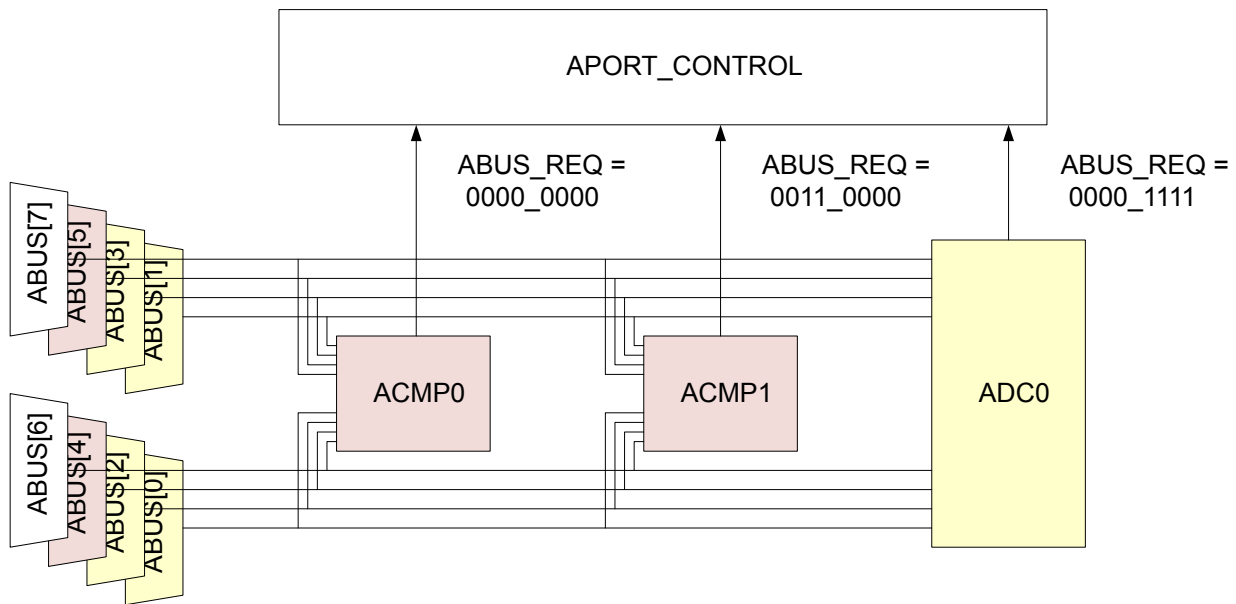 APORT_CONTROL
ABUS_REQ =
0000_0000
ABUS_REQ =
0011_0000
ABUS_REQ =
0000_1111
ABUS[7]
ABUS[5]
ABUS[3]
ABUS[1]
ACMP0
ACMP1
ADC0
ABUS[6]
ABUS[4]
ABUS[2]
ABUS[0]